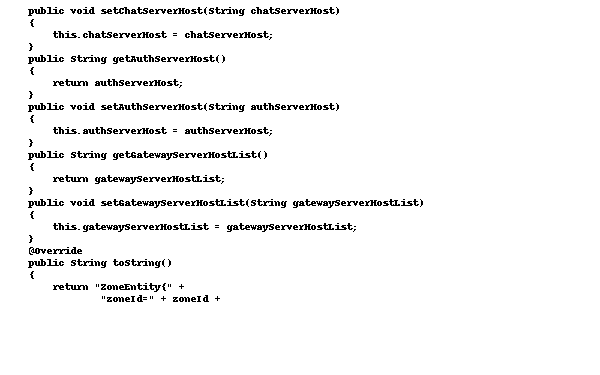 public void setChatServerHost(String chatServerHost)
{
this.chatServerHost = chatServerHost;
}
public String getAuthServerHost()
{
return authServerHost;
}
public void setAuthServerHost(String authServerHost)
{
this.authServerHost = authServerHost;
}
public String getGatewayServerHostList()
{
return gatewayServerHostList;
}
public void setGatewayServerHostList(String gatewayServerHostList)
{
this.gatewayServerHostList = gatewayServerHostList;
}
@Override
public String toString()
{
return "ZoneEntity{" +
"zoneId=" + zoneId +